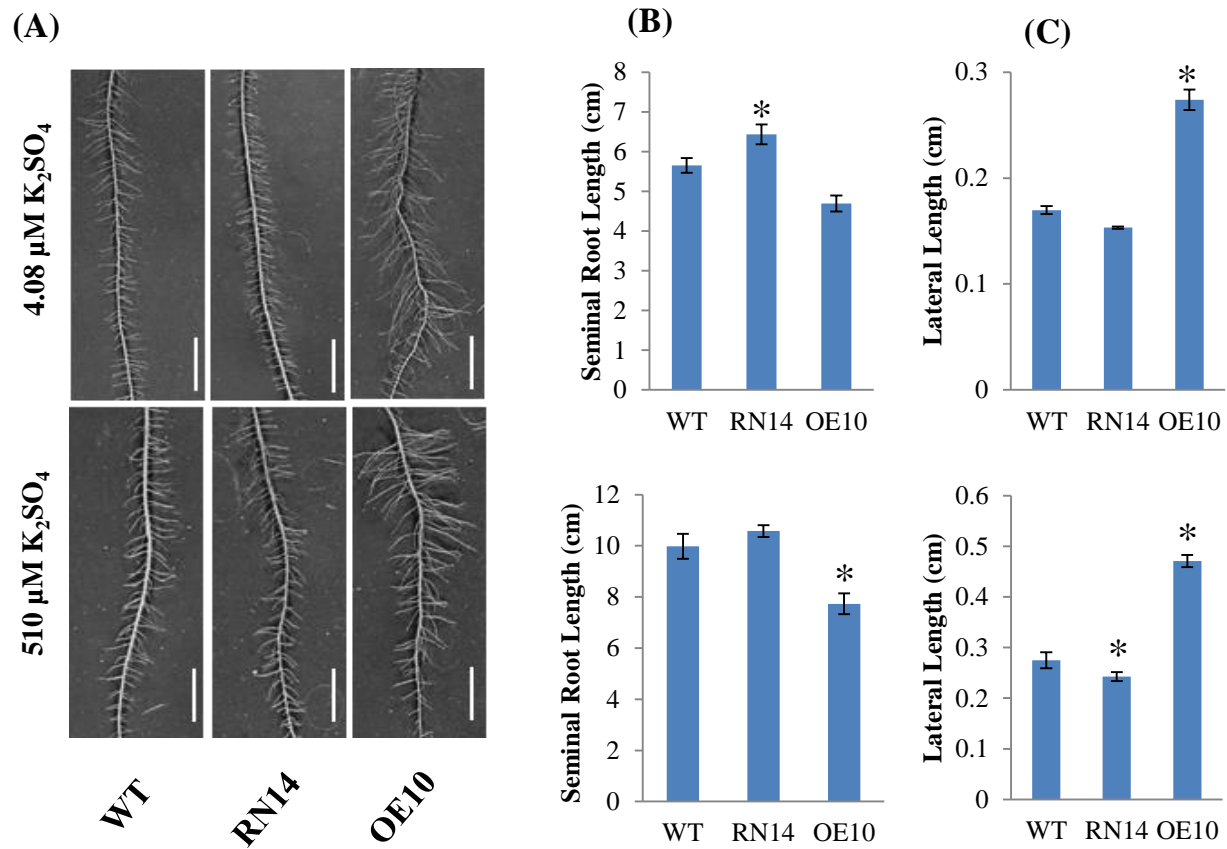 (A)
4.08 µM K₂SO₄
510 µM K₂SO₄
WT
RN14
OE10
(B)
Seminal Root Length (cm)
8
7
6
5
4
3
2
1
0
*
WT RN14 OE10
Seminal Root Length (cm)
12
10
8
6
4
2
0
*
WT RN14 OE10
(C)
Lateral Length (cm)
0.3
0.2
0.1
0
*
WT RN14 OE10
Lateral Length (cm)
0.6
0.5
0.4
0.3
0.2
0.1
0
*
*
WT RN14 OE10